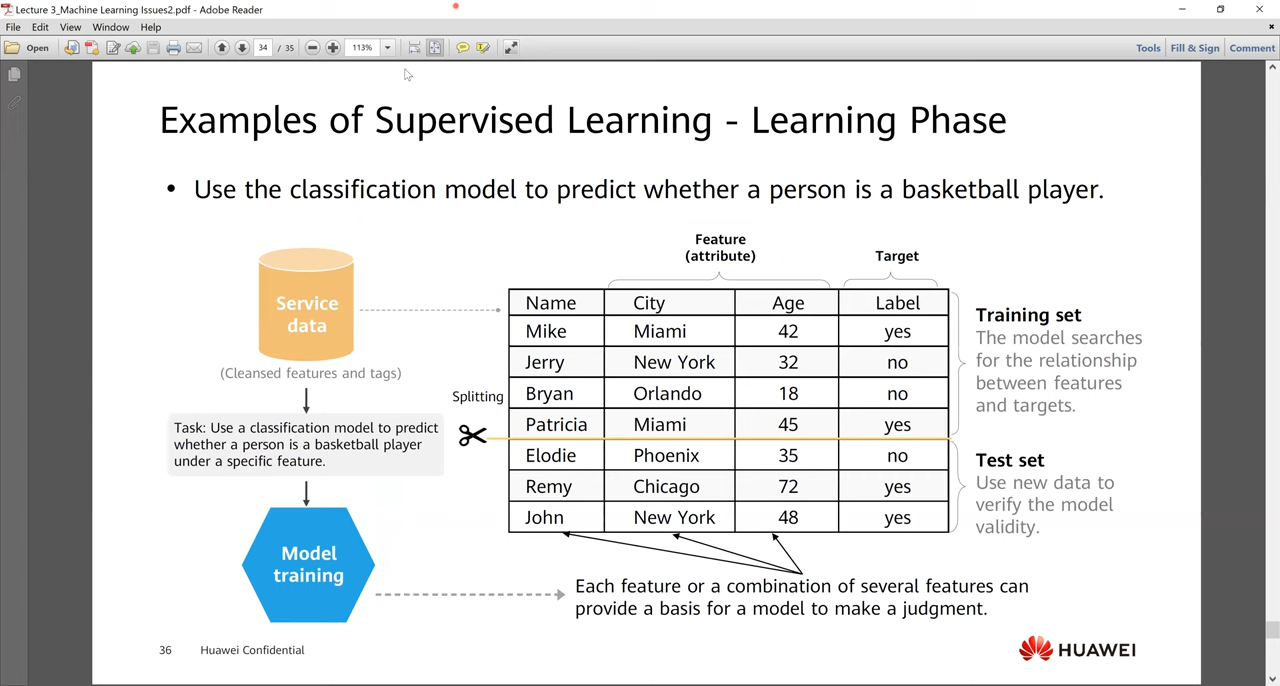 Lecture 3_Machine Learning Issues2.pdf - Adobe Reader
File Edit View Window Help
Open 34 / 35 113% Tools Fill & Sign Comment
Examples of Supervised Learning - Learning Phase
• Use the classification model to predict whether a person is a basketball player.
Feature
(attribute)
Target
Service
data
(Cleansed features and tags)
Task: Use a classification model to predict
whether a person is a basketball player
under a specific feature.
Model
training
Splitting
Name City Age Label
Mike Miami 42 yes
Jerry New York 32 no
Bryan Orlando 18 no
Patricia Miami 45 yes
Elodie Phoenix 35 no
Remy Chicago 72 yes
John New York 48 yes
Training set
The model searches
for the relationship
between features
and targets.
Test set
Use new data to
verify the model
validity.
Each feature or a combination of several features can
provide a basis for a model to make a judgment.
36 Huawei Confidential
HUAWEI